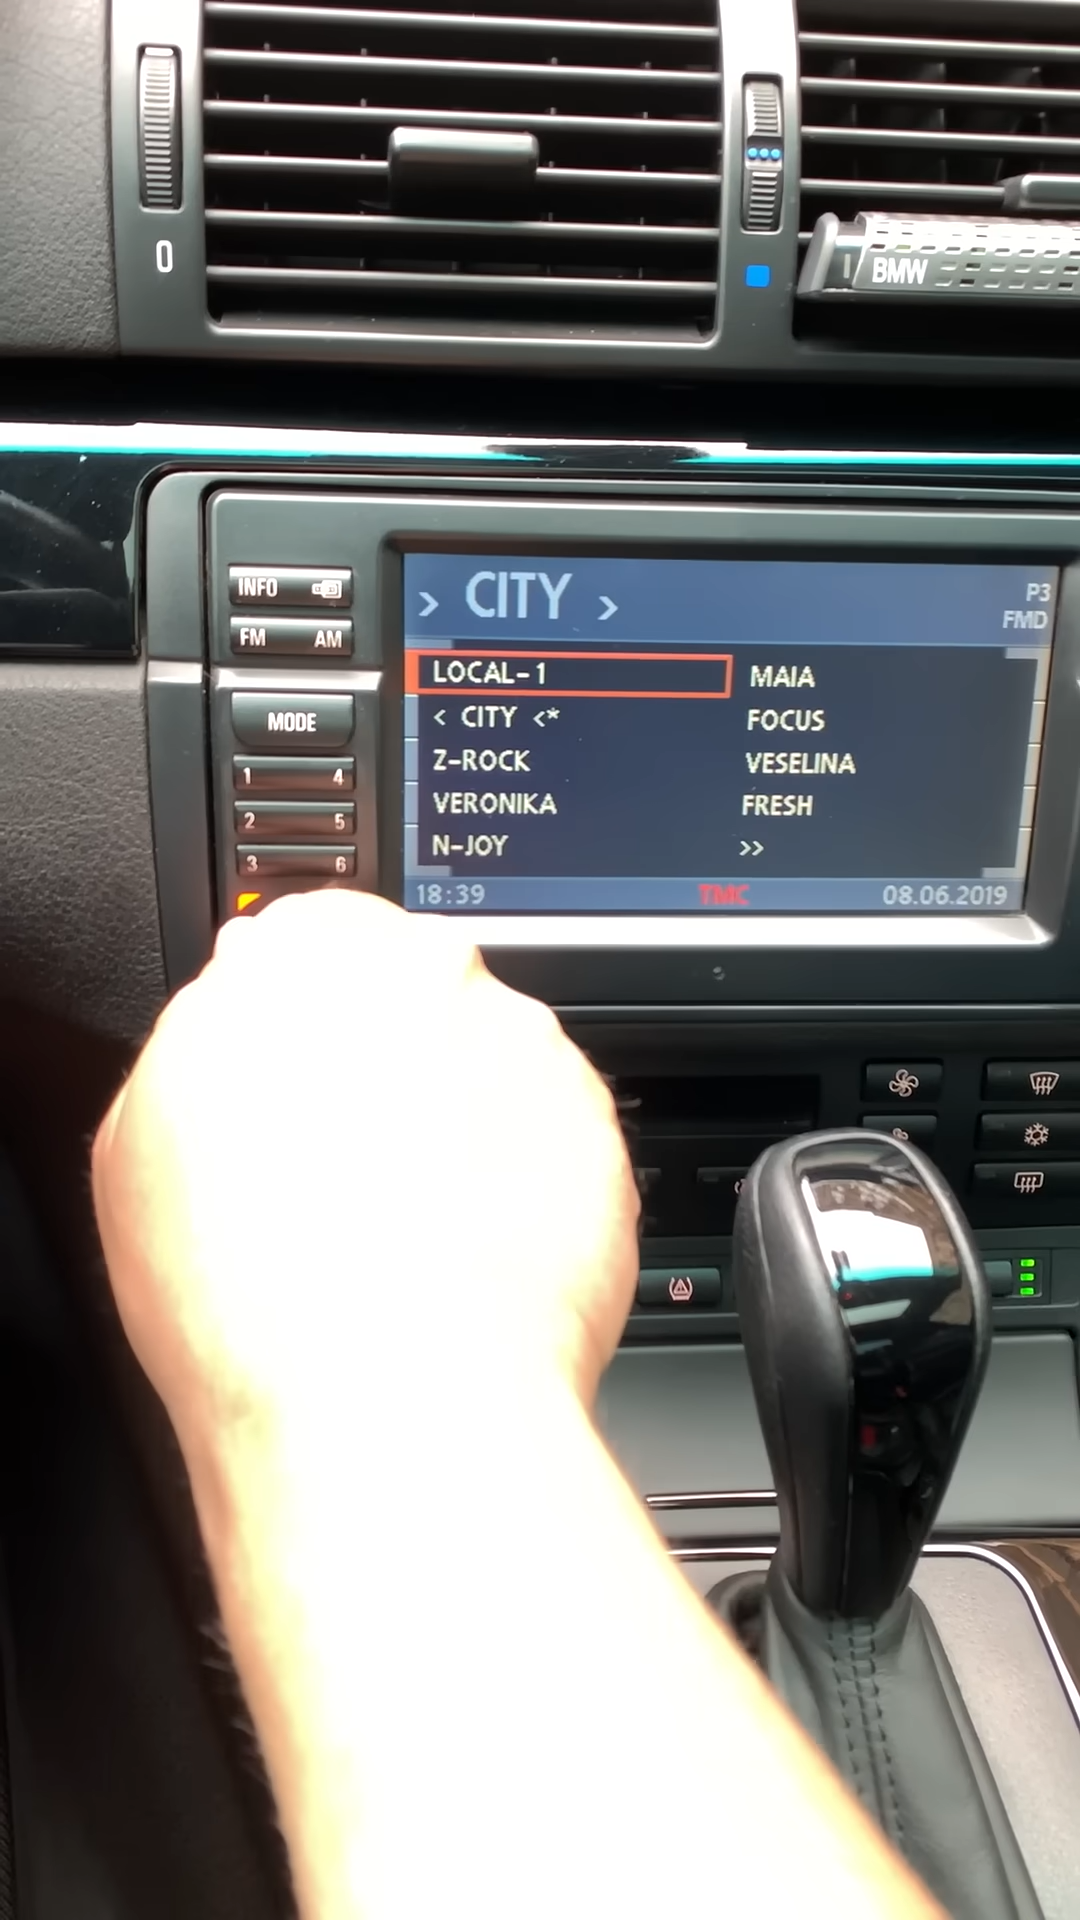 0
BMW
INFO
FM AM
MODE
1 4
2 5
3 6
> CITY >
P3
FMD
LOCAL-1 MAIA
< CITY <* FOCUS
Z-ROCK VESELINA
VERONIKA FRESH
N-JOY >>
18:39 TMC 08.06.2019